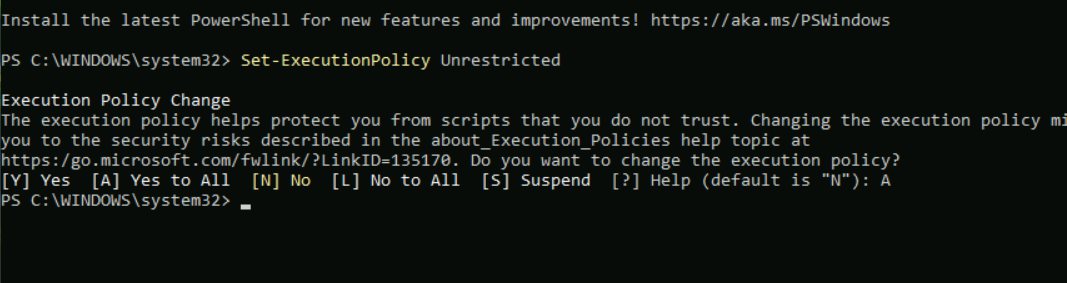 Install the latest PowerShell for new features and improvements! https://aka.ms/PSWindows
PS C:\WINDOWS\system32> Set-ExecutionPolicy Unrestricted
Execution Policy Change
The execution policy helps protect you from scripts that you do not trust. Changing the execution policy mi
you to the security risks described in the about_Execution_Policies help topic at
https:/go.microsoft.com/fwlink/?LinkID=135170. Do you want to change the execution policy?
[Y] Yes  [A] Yes to All  [N] No  [L] No to All  [S] Suspend  [?] Help (default is "N"): A
PS C:\WINDOWS\system32>